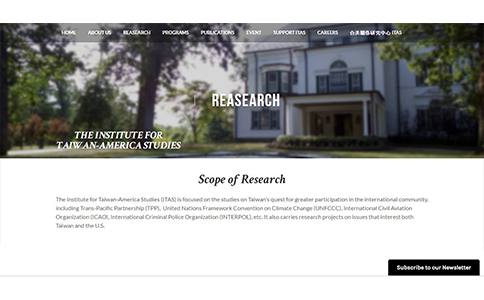 HOME ABOUT US REASEARCH PROGRAMS PUBLICATIONS EVENT SUPPORT ITAS CAREERS 台美關係研究中心 ITAS
REASEARCH
THE INSTITUTE FOR
TAIWAN-AMERICA STUDIES
Scope of Research
The Institute for Taiwan-America Studies (ITAS) is focused on the studies on Taiwan's quest for greater participation in the international community,
including Trans-Pacific Partnership (TPP), United Nations Framework Convention on Climate Change (UNFCCC), International Civil Aviation
Organization (ICAO), International Criminal Police Organization (INTERPOL), etc. It also carries research projects on issues that interest both
Taiwan and the U.S.
Subscribe to our Newsletter